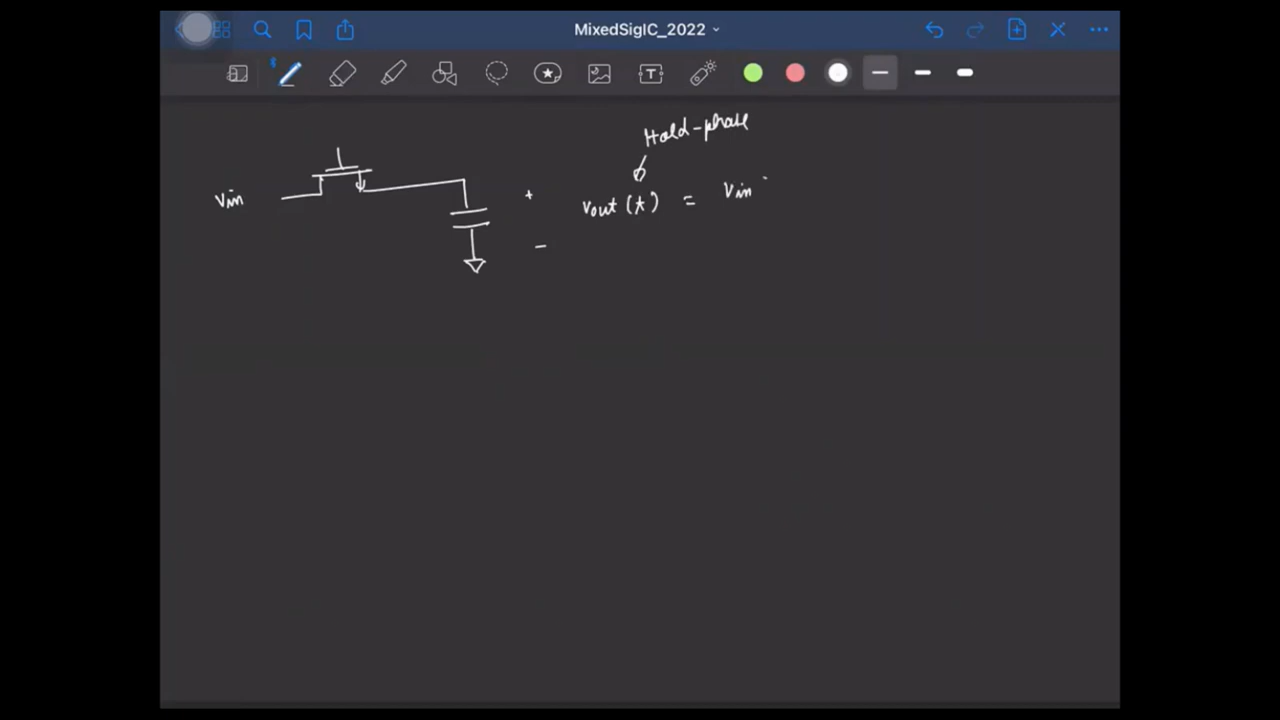 MixedSigIC_2022
Hold-phase
Vin
+
Vout (t) = Vin
-